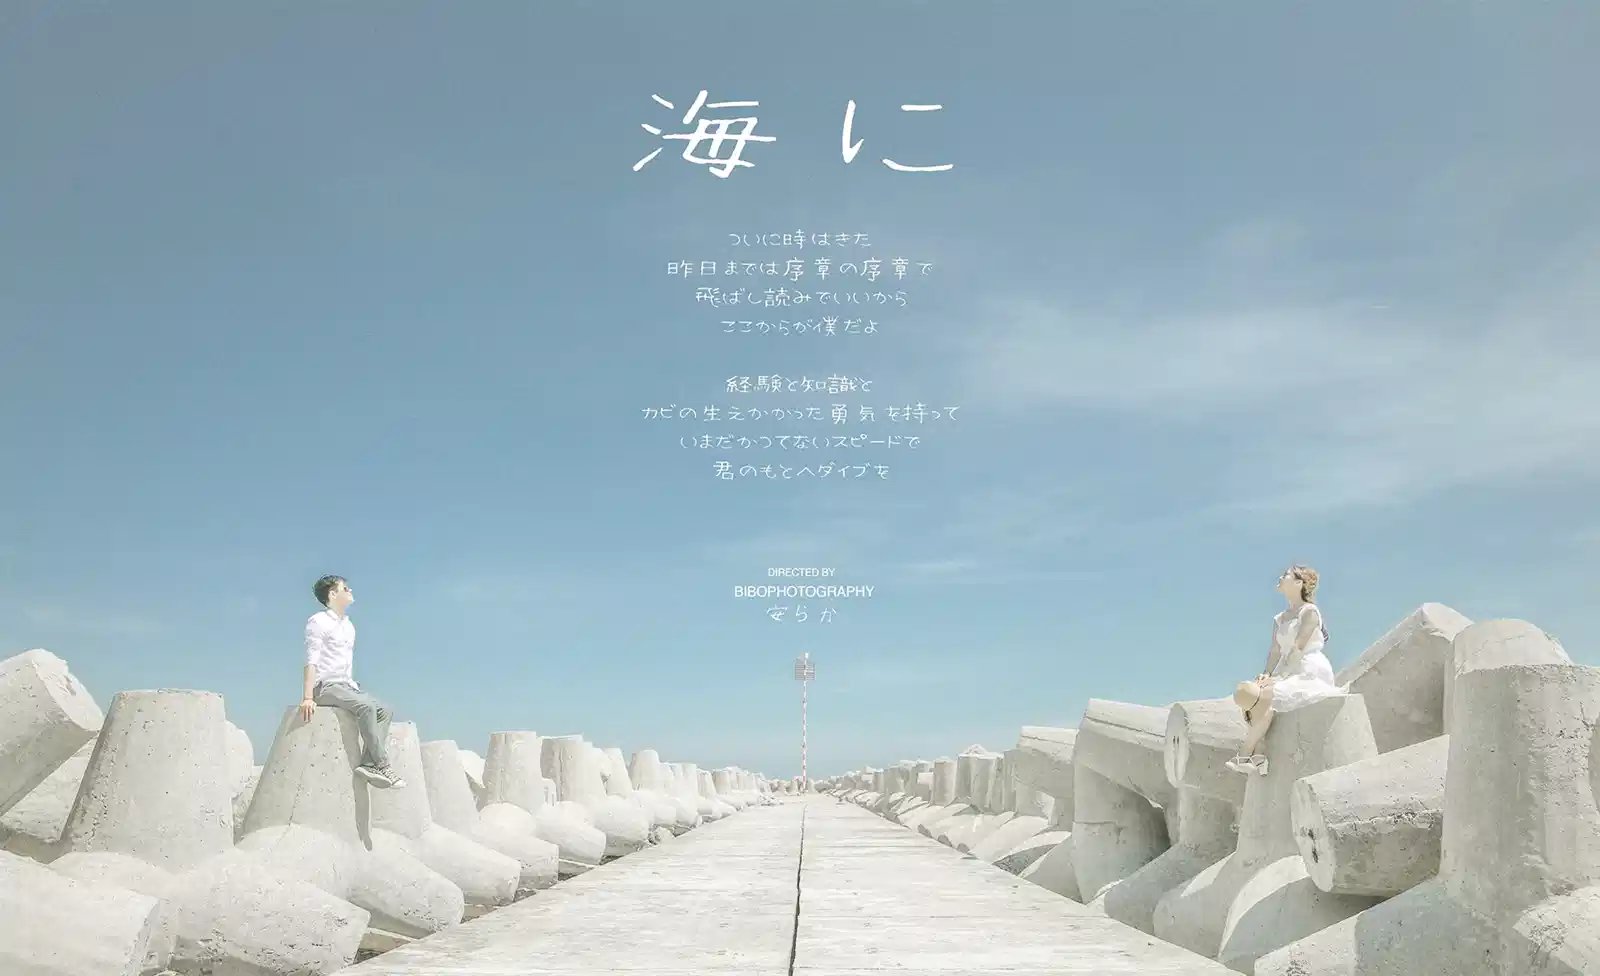 海に
ついに時はきた
昨日までは序章の序章で
飛ばし読みでいいから
ここからが僕だよ
経験と知識と
カビの生えかかった勇気を持って
いまだかつてないスピードで
君のもとへダイブを
DIRECTED BY
BIBOPHOTOGRAPHY
安らか